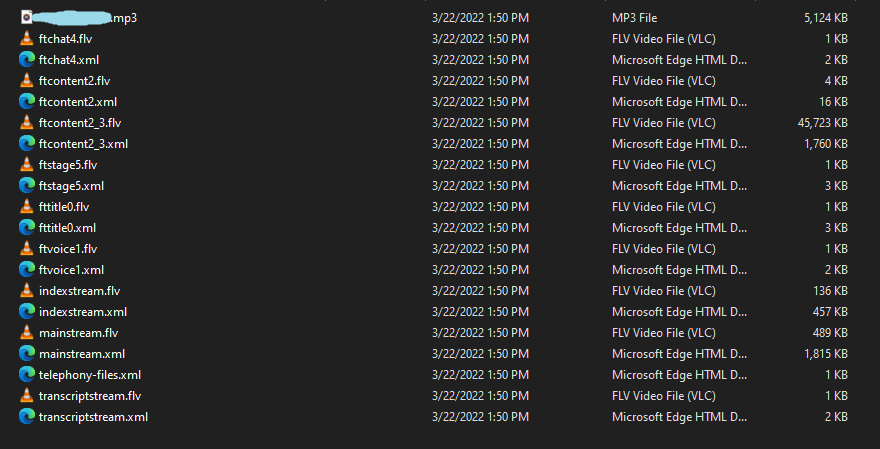 .mp3 3/22/2022 1:50 PM MP3 File 5,124 KB
ftchat4.flv 3/22/2022 1:50 PM FLV Video File (VLC) 1 KB
ftchat4.xml 3/22/2022 1:50 PM Microsoft Edge HTML D... 2 KB
ftcontent2.flv 3/22/2022 1:50 PM FLV Video File (VLC) 4 KB
ftcontent2.xml 3/22/2022 1:50 PM Microsoft Edge HTML D... 16 KB
ftcontent2_3.flv 3/22/2022 1:50 PM FLV Video File (VLC) 45,723 KB
ftcontent2_3.xml 3/22/2022 1:50 PM Microsoft Edge HTML D... 1,760 KB
ftstage5.flv 3/22/2022 1:50 PM FLV Video File (VLC) 1 KB
ftstage5.xml 3/22/2022 1:50 PM Microsoft Edge HTML D... 3 KB
fttitle0.flv 3/22/2022 1:50 PM FLV Video File (VLC) 1 KB
fttitle0.xml 3/22/2022 1:50 PM Microsoft Edge HTML D... 3 KB
ftvoice1.flv 3/22/2022 1:50 PM FLV Video File (VLC) 1 KB
ftvoice1.xml 3/22/2022 1:50 PM Microsoft Edge HTML D... 2 KB
indexstream.flv 3/22/2022 1:50 PM FLV Video File (VLC) 136 KB
indexstream.xml 3/22/2022 1:50 PM Microsoft Edge HTML D... 457 KB
mainstream.flv 3/22/2022 1:50 PM FLV Video File (VLC) 489 KB
mainstream.xml 3/22/2022 1:50 PM Microsoft Edge HTML D... 1,815 KB
telephony-files.xml 3/22/2022 1:50 PM Microsoft Edge HTML D... 1 KB
transcriptstream.flv 3/22/2022 1:50 PM FLV Video File (VLC) 1 KB
transcriptstream.xml 3/22/2022 1:50 PM Microsoft Edge HTML D... 2 KB